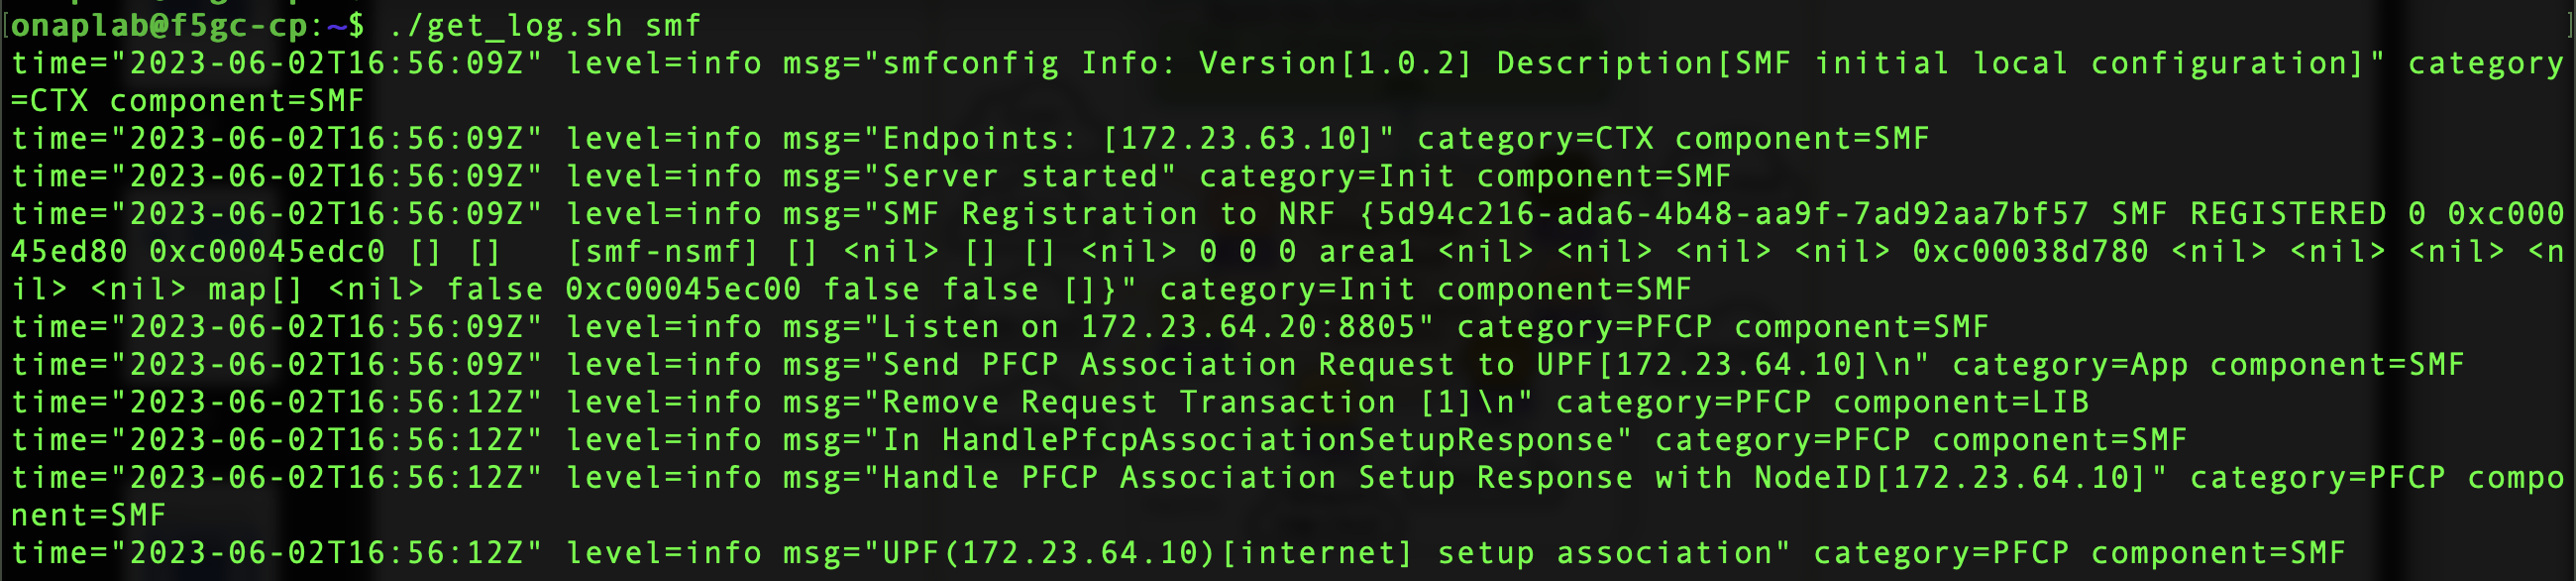 [onaplab@f5gc-cp:~$ ./get_log.sh smf ]
time="2023-06-02T16:56:09Z" level=info msg="smfconfig Info: Version[1.0.2] Description[SMF initial local configuration]" category
=CTX component=SMF
time="2023-06-02T16:56:09Z" level=info msg="Endpoints: [172.23.63.10]" category=CTX component=SMF
time="2023-06-02T16:56:09Z" level=info msg="Server started" category=Init component=SMF
time="2023-06-02T16:56:09Z" level=info msg="SMF Registration to NRF {5d94c216-ada6-4b48-aa9f-7ad92aa7bf57 SMF REGISTERED 0 0xc000
45ed80 0xc00045edc0 [] []   [smf-nsmf] [] <nil> [] [] <nil> 0 0 0 area1 <nil> <nil> <nil> <nil> 0xc00038d780 <nil> <nil> <nil> <n
il> <nil> map[] <nil> false 0xc00045ec00 false false []}" category=Init component=SMF
time="2023-06-02T16:56:09Z" level=info msg="Listen on 172.23.64.20:8805" category=PFCP component=SMF
time="2023-06-02T16:56:09Z" level=info msg="Send PFCP Association Request to UPF[172.23.64.10]\n" category=App component=SMF
time="2023-06-02T16:56:12Z" level=info msg="Remove Request Transaction [1]\n" category=PFCP component=LIB
time="2023-06-02T16:56:12Z" level=info msg="In HandlePfcpAssociationSetupResponse" category=PFCP component=SMF
time="2023-06-02T16:56:12Z" level=info msg="Handle PFCP Association Setup Response with NodeID[172.23.64.10]" category=PFCP compo
nent=SMF
time="2023-06-02T16:56:12Z" level=info msg="UPF(172.23.64.10)[internet] setup association" category=PFCP component=SMF